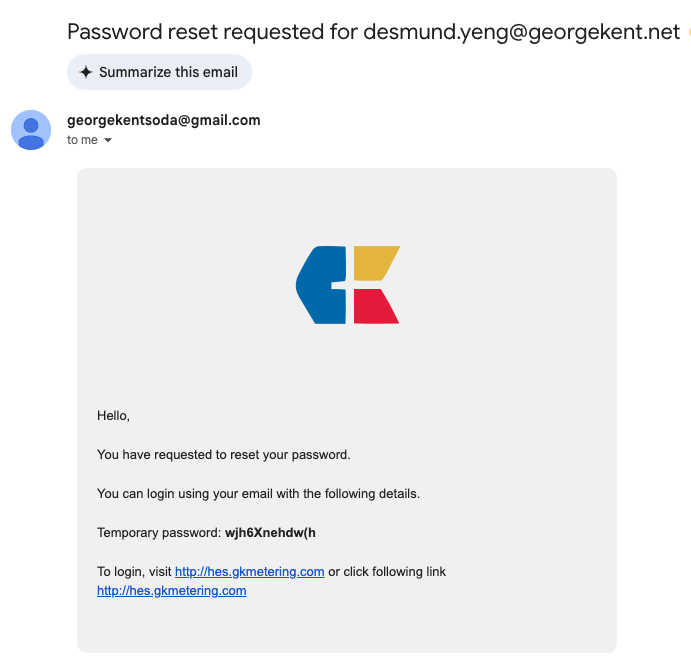 Password reset requested for desmund.yeng@georgekent.net
Summarize this email
georgekentsoda@gmail.com
to me
Hello,
You have requested to reset your password.
You can login using your email with the following details.
Temporary password: wjh6Xnehdw(h
To login, visit http://hes.gkmetering.com or click following link
http://hes.gkmetering.com